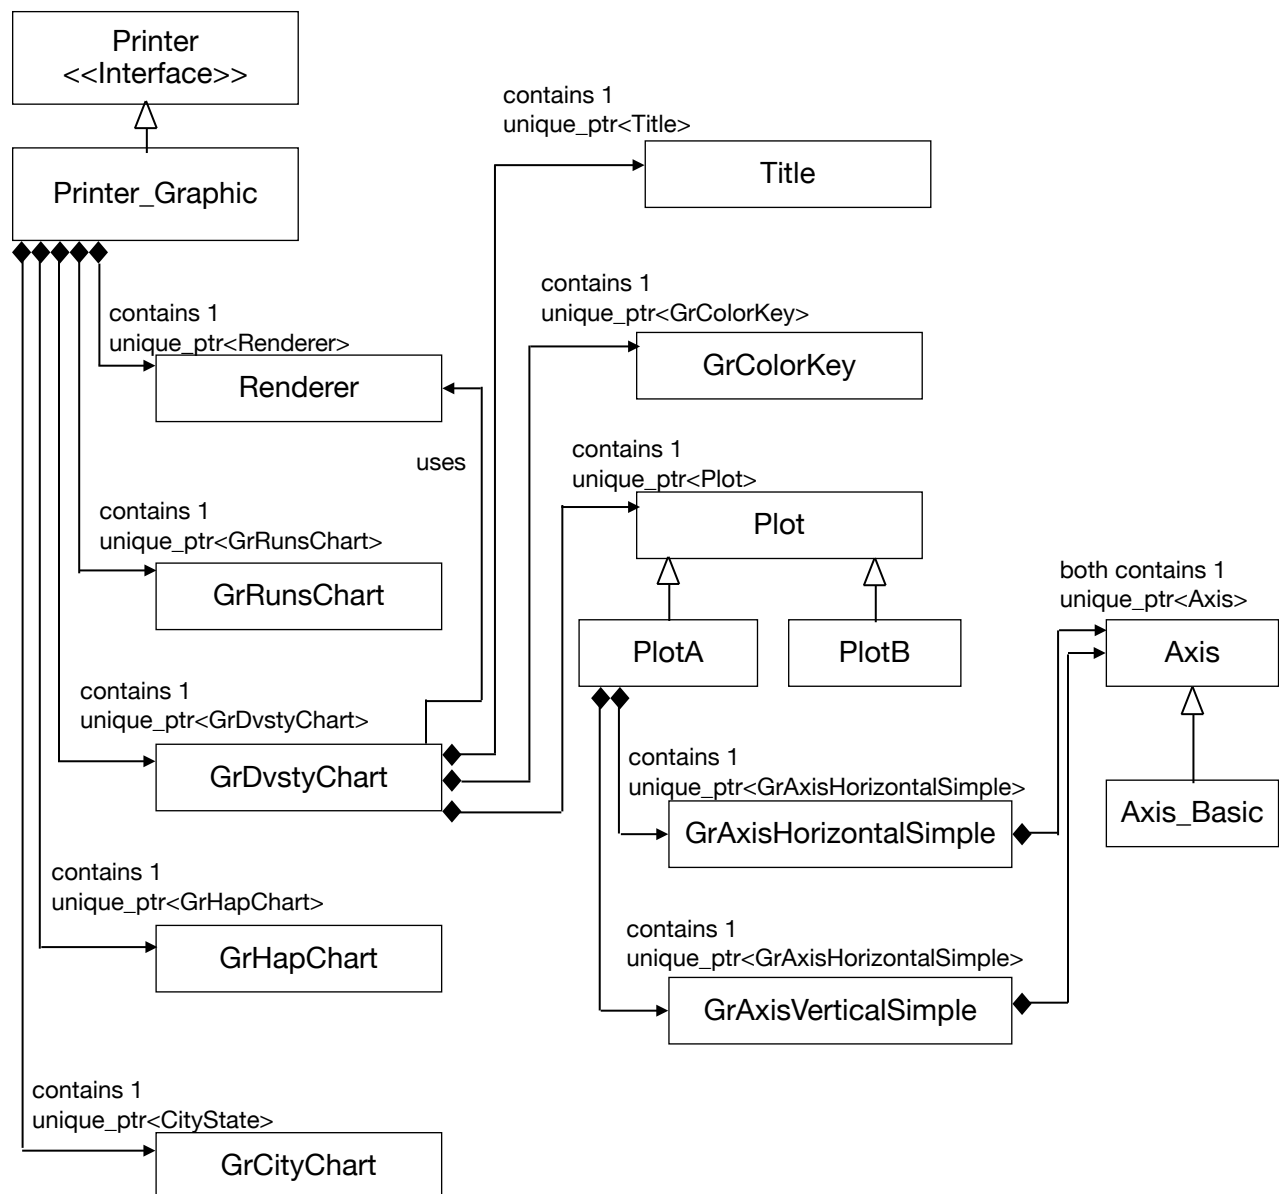 Printer
<<Interface>>
Printer_Graphic
contains 1
unique_ptr<Title>
Title
contains 1
unique_ptr<GrColorKey>
GrColorKey
contains 1
unique_ptr<Renderer>
Renderer
uses
contains 1
unique_ptr<Plot>
Plot
contains 1
unique_ptr<GrRunsChart>
GrRunsChart
PlotA
PlotB
both contains 1
unique_ptr<Axis>
Axis
contains 1
unique_ptr<GrDvstyChart>
GrDvstyChart
contains 1
unique_ptr<GrAxisHorizontalSimple>
GrAxisHorizontalSimple
Axis_Basic
contains 1
unique_ptr<GrHapChart>
GrHapChart
contains 1
unique_ptr<GrAxisHorizontalSimple>
GrAxisVerticalSimple
contains 1
unique_ptr<CityState>
GrCityChart